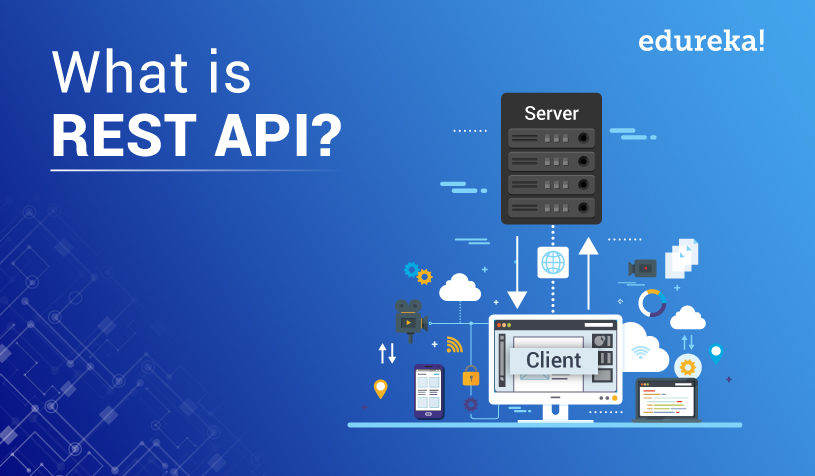 edureka!
What is
REST API?
Server
Client